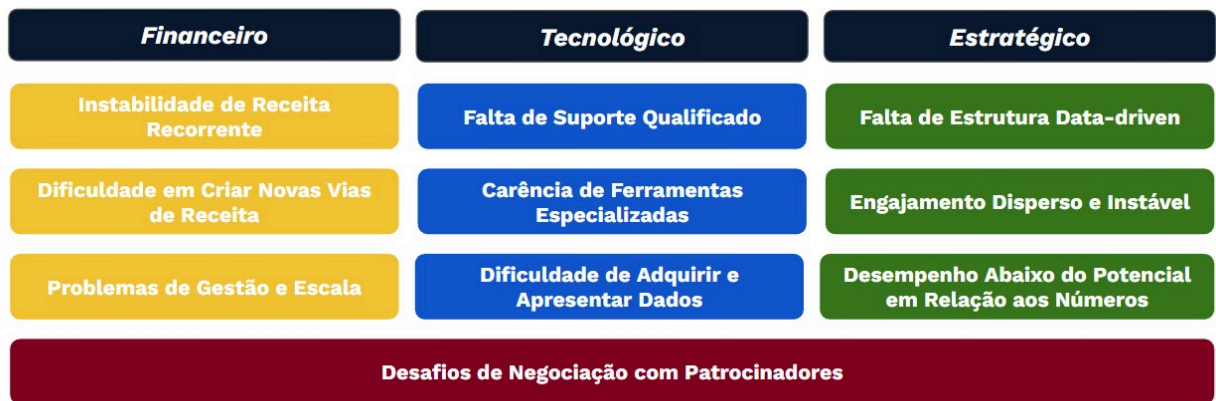 Financeiro
Tecnológico
Estratégico
Instabilidade de Receita
Recorrente
Falta de Suporte Qualificado
Falta de Estrutura Data-driven
Dificuldade em Criar Novas Vias
de Receita
Carência de Ferramentas
Especializadas
Engajamento Disperso e Instável
Problemas de Gestão e Escala
Dificuldade de Adquirir e
Apresentar Dados
Desempenho Abaixo do Potencial
em Relação aos Números
Desafios de Negociação com Patrocinadores